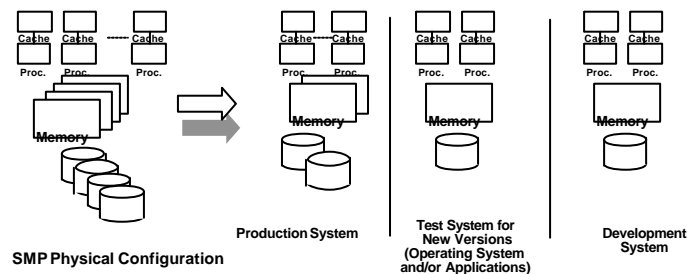 Cache Cache Cache
Proc. Proc. Proc.
Memory
SMP Physical Configuration
Cache Cache
Proc. Proc. Proc.
Memory
Production System
Cache Cache
Proc. Proc.
Memory
Test System for
New Versions
(Operating System
and/or Applications)
Cache Cache
Proc. Proc.
Memory
Development
System